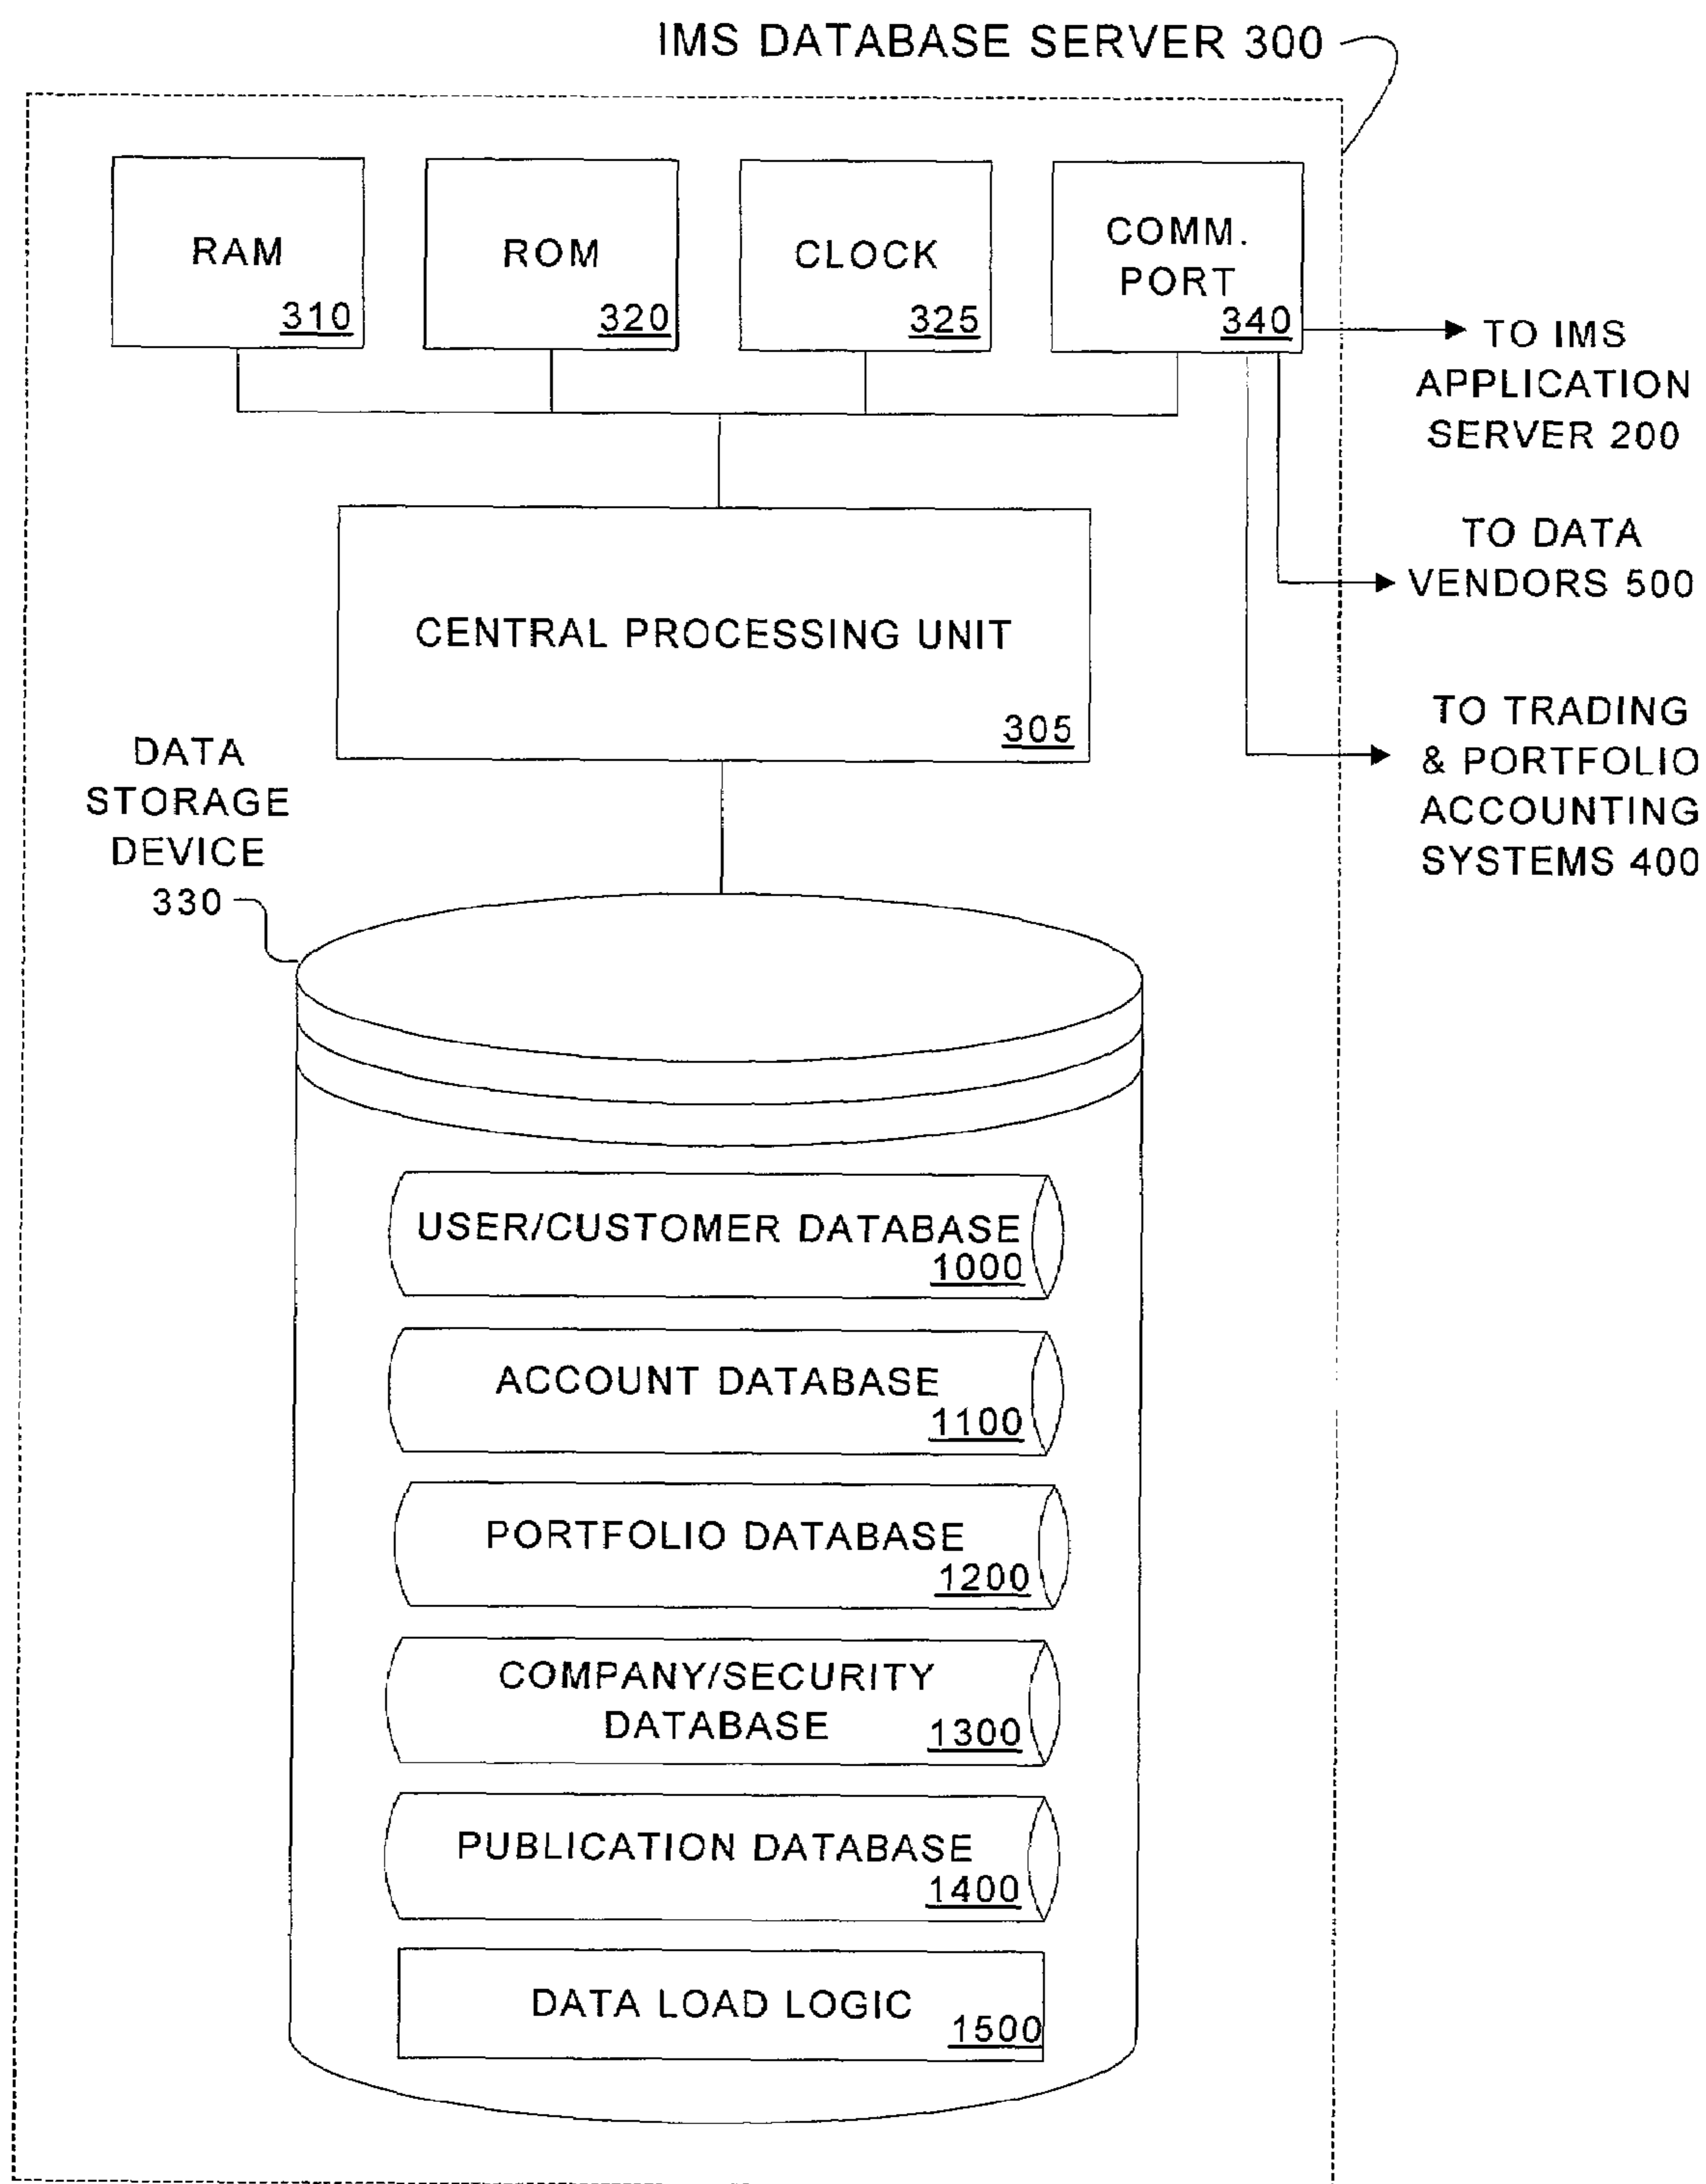 IMS DATABASE SERVER 300
RAM
310
ROM
320
CLOCK
325
COMM.
PORT
340
TO IMS
APPLICATION
SERVER 200
TO DATA
VENDORS 500
TO TRADING
& PORTFOLIO
ACCOUNTING
SYSTEMS 400
CENTRAL PROCESSING UNIT
305
DATA
STORAGE
DEVICE
330
USER/CUSTOMER DATABASE
1000
ACCOUNT DATABASE
1100
PORTFOLIO DATABASE
1200
COMPANY/SECURITY
DATABASE
1300
PUBLICATION DATABASE
1400
DATA LOAD LOGIC
1500